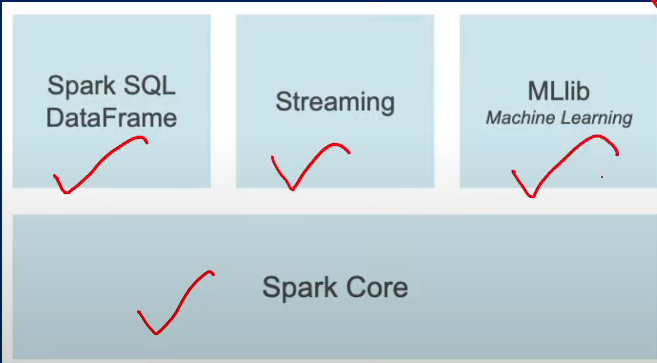 Spark SQL
DataFrame
Streaming
MLlib
Machine Learning
Spark Core